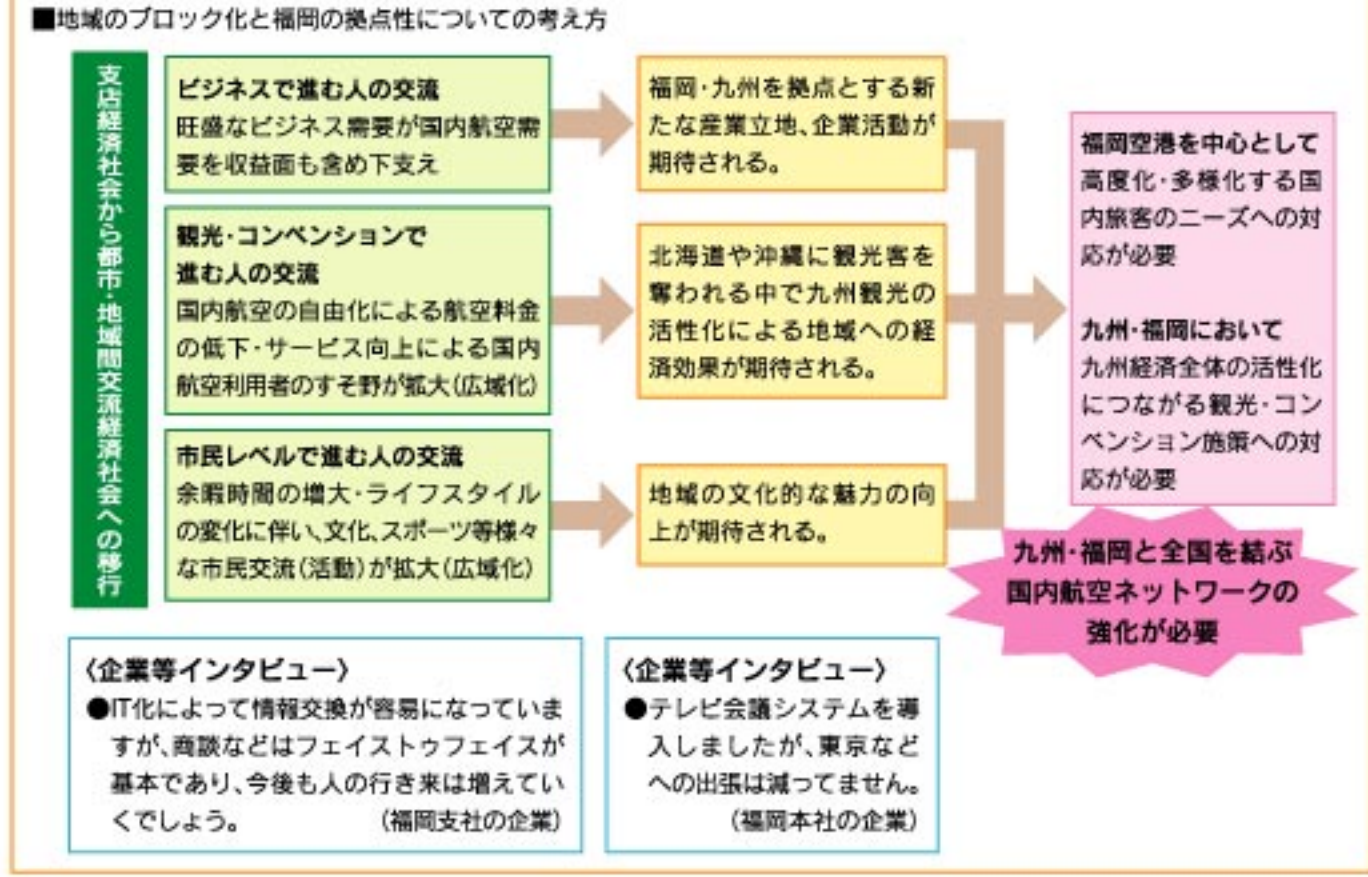 ■地域のブロック化と福岡の拠点性についての考え方
支店経済社会から都市・地域間交流経済社会への移行
ビジネスで進む人の交流
旺盛なビジネス需要が国内航空需
要を収益面も含め下支え
観光・コンベンションで
進む人の交流
国内航空の自由化による航空料金
の低下・サービス向上による国内
航空利用者のすそ野が拡大(広域化)
市民レベルで進む人の交流
余暇時間の増大・ライフスタイル
の変化に伴い、文化、スポーツ等様々
な市民交流(活動)が拡大(広域化)
福岡・九州を拠点とする新
たな産業立地、企業活動が
期待される。
北海道や沖縄に観光客を
奪われる中で九州観光の
活性化による地域への経
済効果が期待される。
地域の文化的な魅力の向
上が期待される。
福岡空港を中心として
高度化・多様化する国
内旅客のニーズへの対
応が必要
九州・福岡において
九州経済全体の活性化
につながる観光・コン
ベンション施策への対
応が必要
九州・福岡と全国を結ぶ
国内航空ネットワークの
強化が必要
〈企業等インタビュー〉
●IT化によって情報交換が容易になっていま
すが、商談などはフェイストゥフェイスが
基本であり、今後も人の行き来は増えてい
くでしょう。 (福岡支社の企業)
〈企業等インタビュー〉
●テレビ会議システムを導
入しましたが、東京など
への出張は減ってません。
(福岡本社の企業)